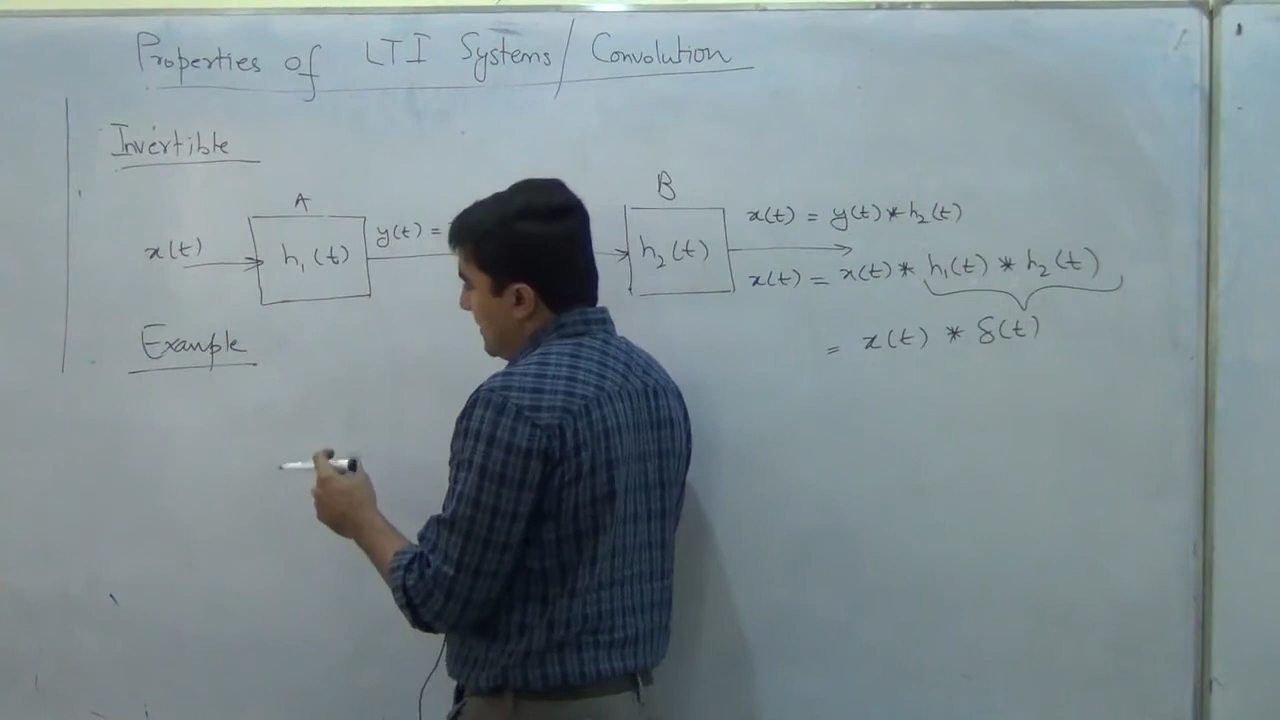 Properties of LTI Systems/Convolution
Invertible
A
B
x(t)
h₁(t)
y(t) =
h₂(t)
x(t) = y(t)*h₂(t)
x(t) = x(t)* h₁(t) * h₂(t)
= x(t) * δ(t)
Example